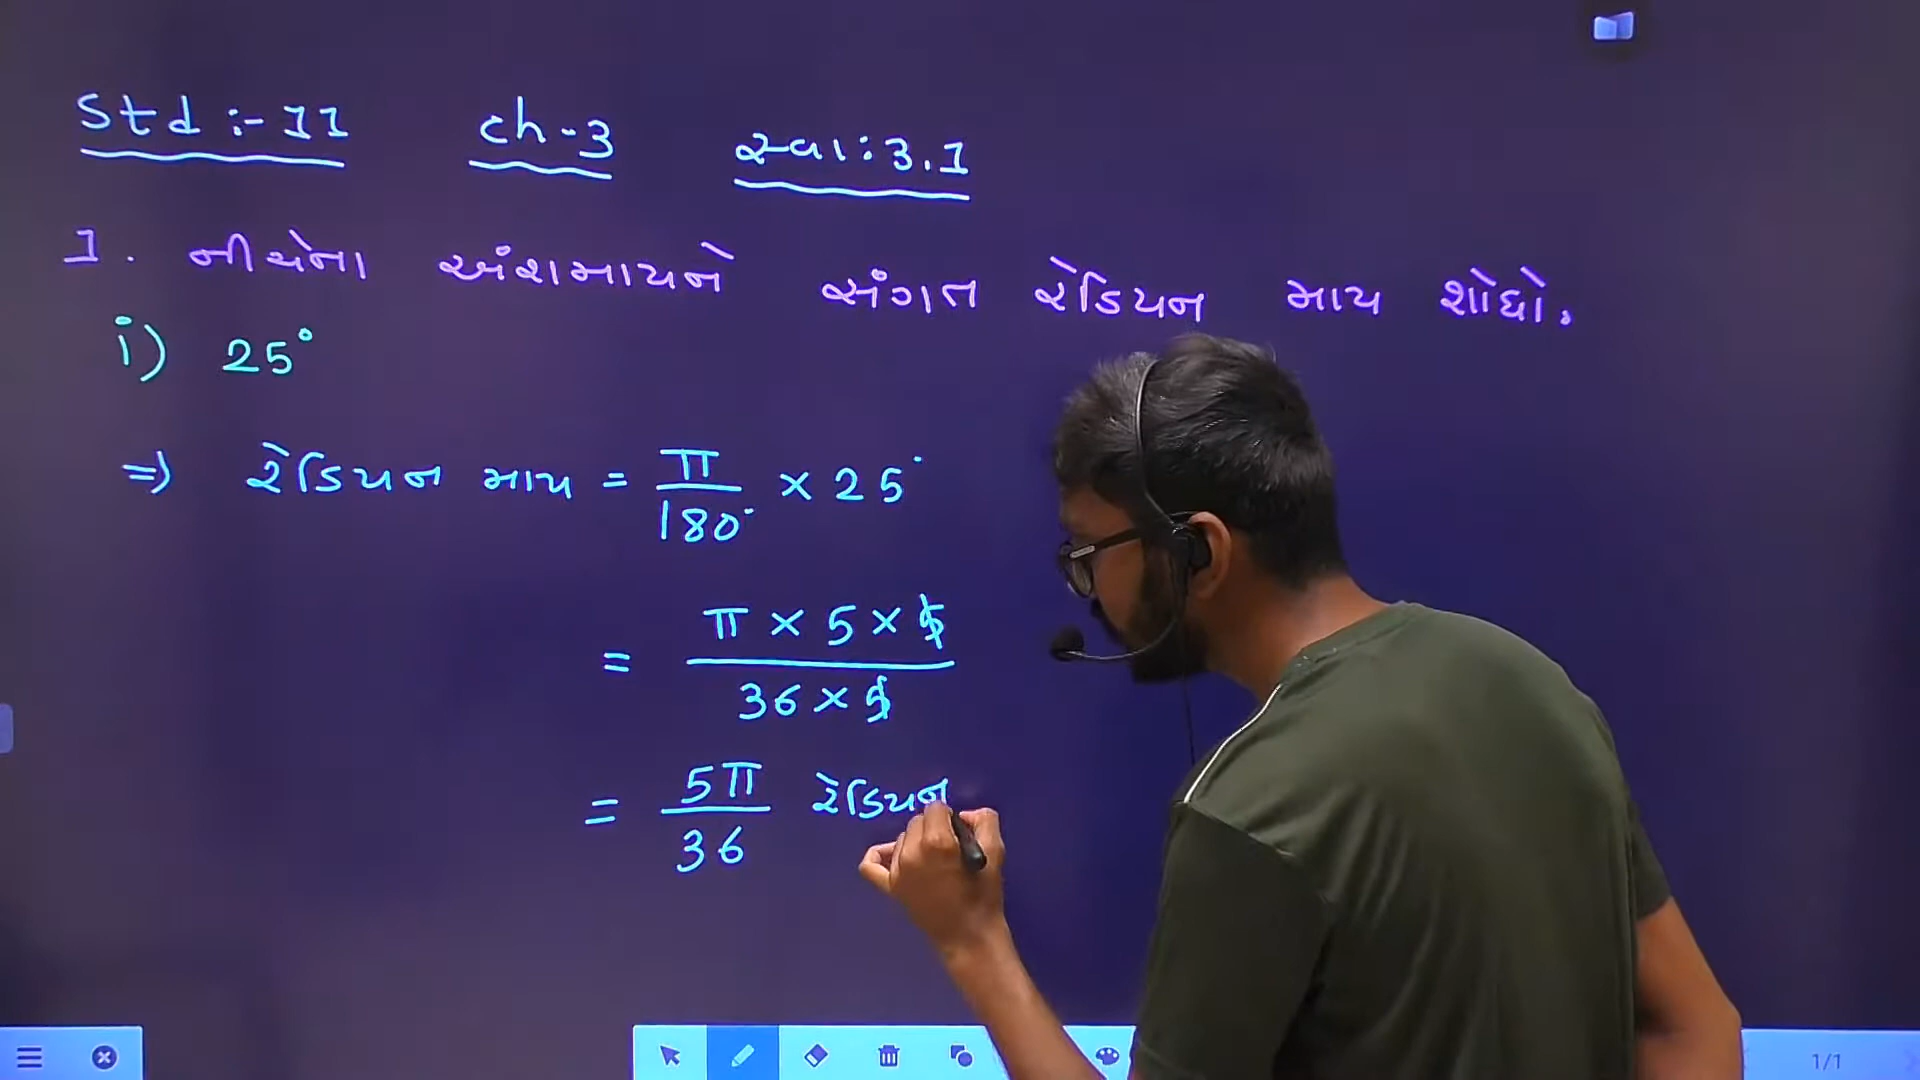 Std :- 11 ch - 3 સ્વા : 3.1
1. નીચેના અંશમાપને સંગત રેડિયન માપ શોધો.
i) 25°
⇒ રેડિયન માપ = π/180° × 25°
= π × 5 × 5 / 36 × 5
= 5π/36 રેડિયન
1/1